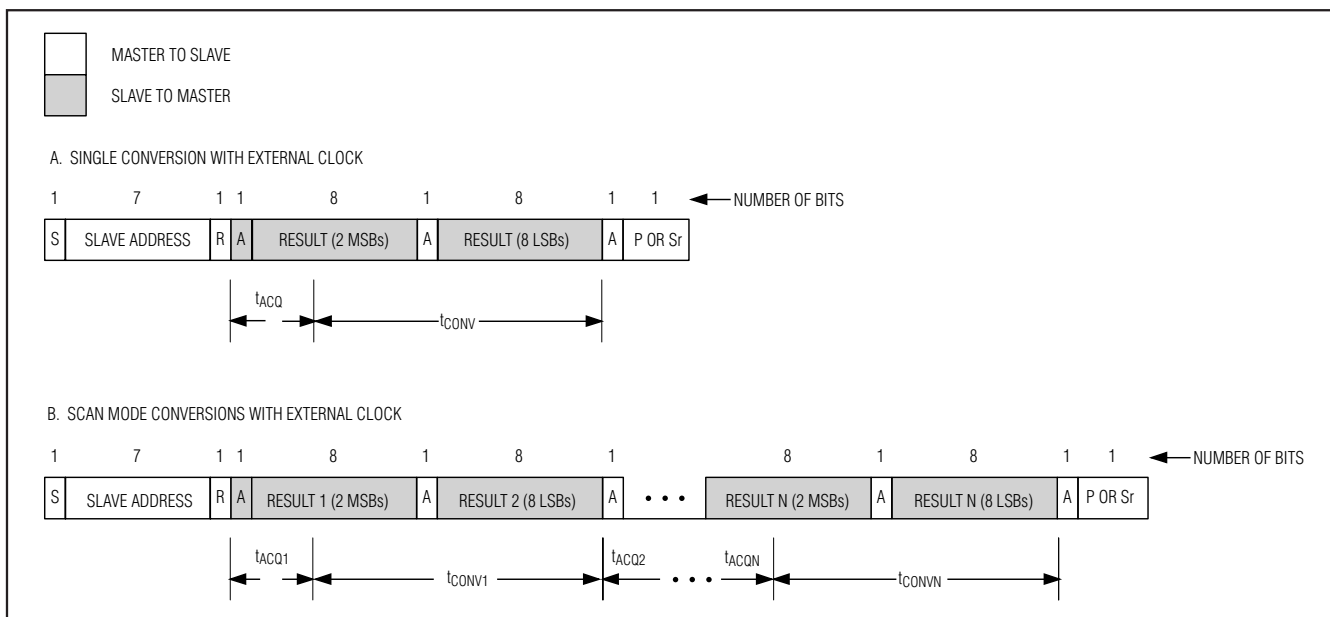 MASTER TO SLAVE
SLAVE TO MASTER
A. SINGLE CONVERSION WITH EXTERNAL CLOCK
1 7 1 1 8 1 8 1 1 NUMBER OF BITS
S SLAVE ADDRESS R A RESULT (2 MSBs) A RESULT (8 LSBs) A P OR Sr
tACQ
tCONV
B. SCAN MODE CONVERSIONS WITH EXTERNAL CLOCK
1 7 1 1 8 1 8 1 8 1 8 1 1 NUMBER OF BITS
S SLAVE ADDRESS R A RESULT 1 (2 MSBs) A RESULT 2 (8 LSBs) A • • • RESULT N (2 MSBs) A RESULT N (8 LSBs) A P OR Sr
tACQ1 tACQ2 tACQN
tCONV1 • • • tCONVN